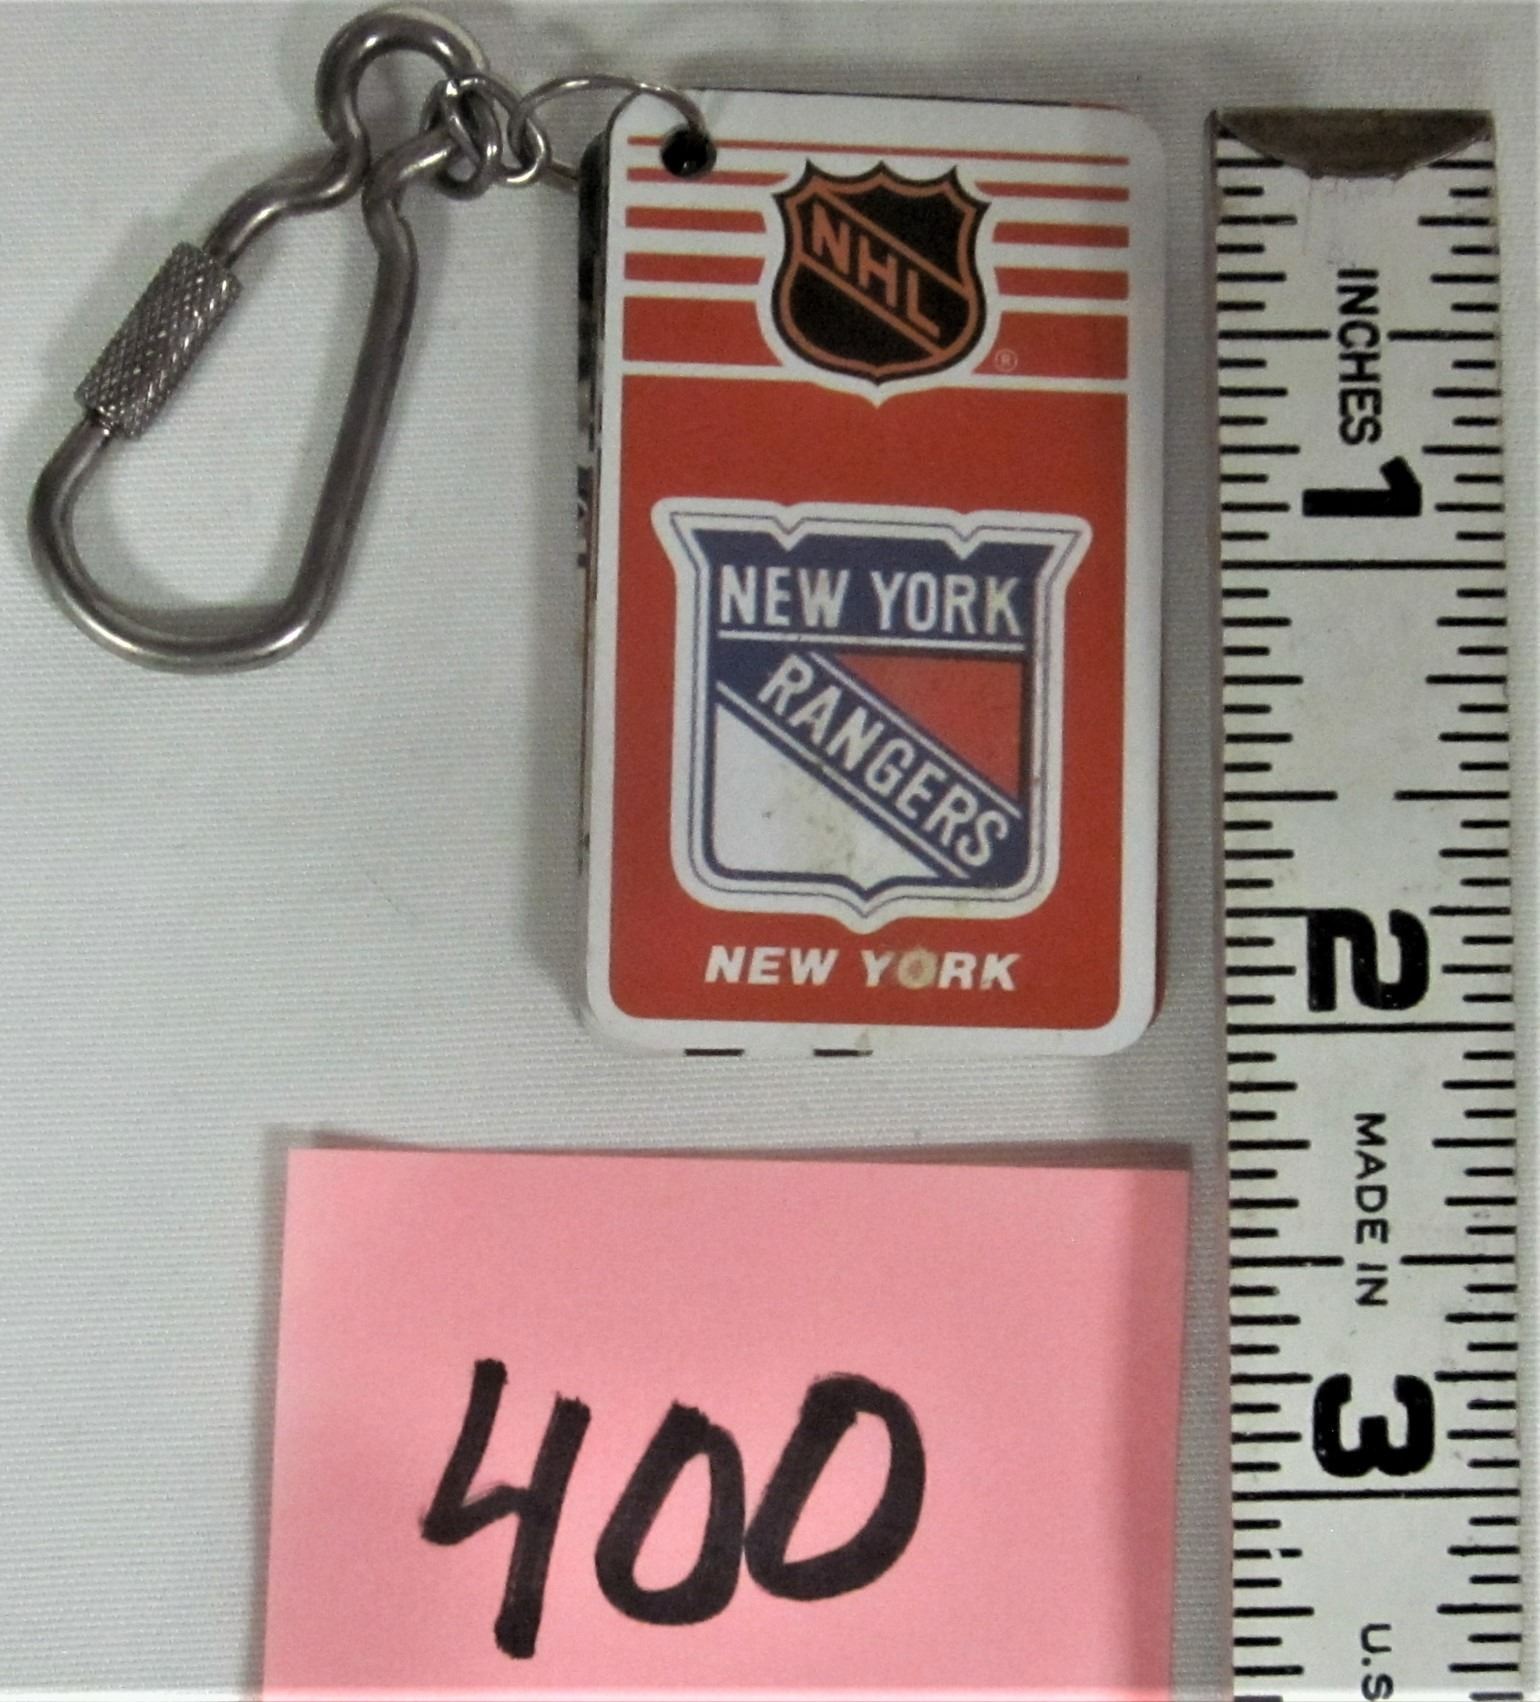 NHL
®
NEW YORK
RANGERS
NEW YORK
INCHES
1
2
MADE IN
3
U.S
400